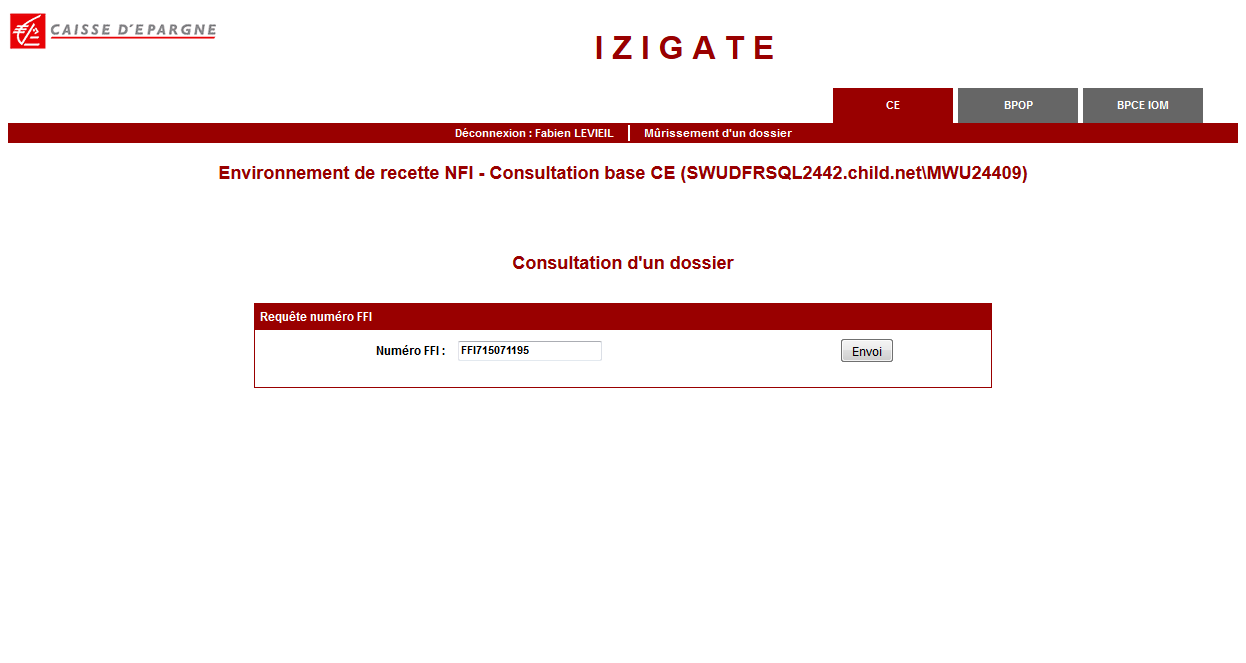 CAISSE D'EPARGNE
IZIGATE
CE BPOP BPCE IOM
Déconnexion : Fabien LEVIEIL Mûrissement d'un dossier
Environnement de recette NFI - Consultation base CE (SWUDFRSQL2442.child.net\MWU24409)
Consultation d'un dossier
Requête numéro FFI
Numéro FFI : FFI715071195 Envoi